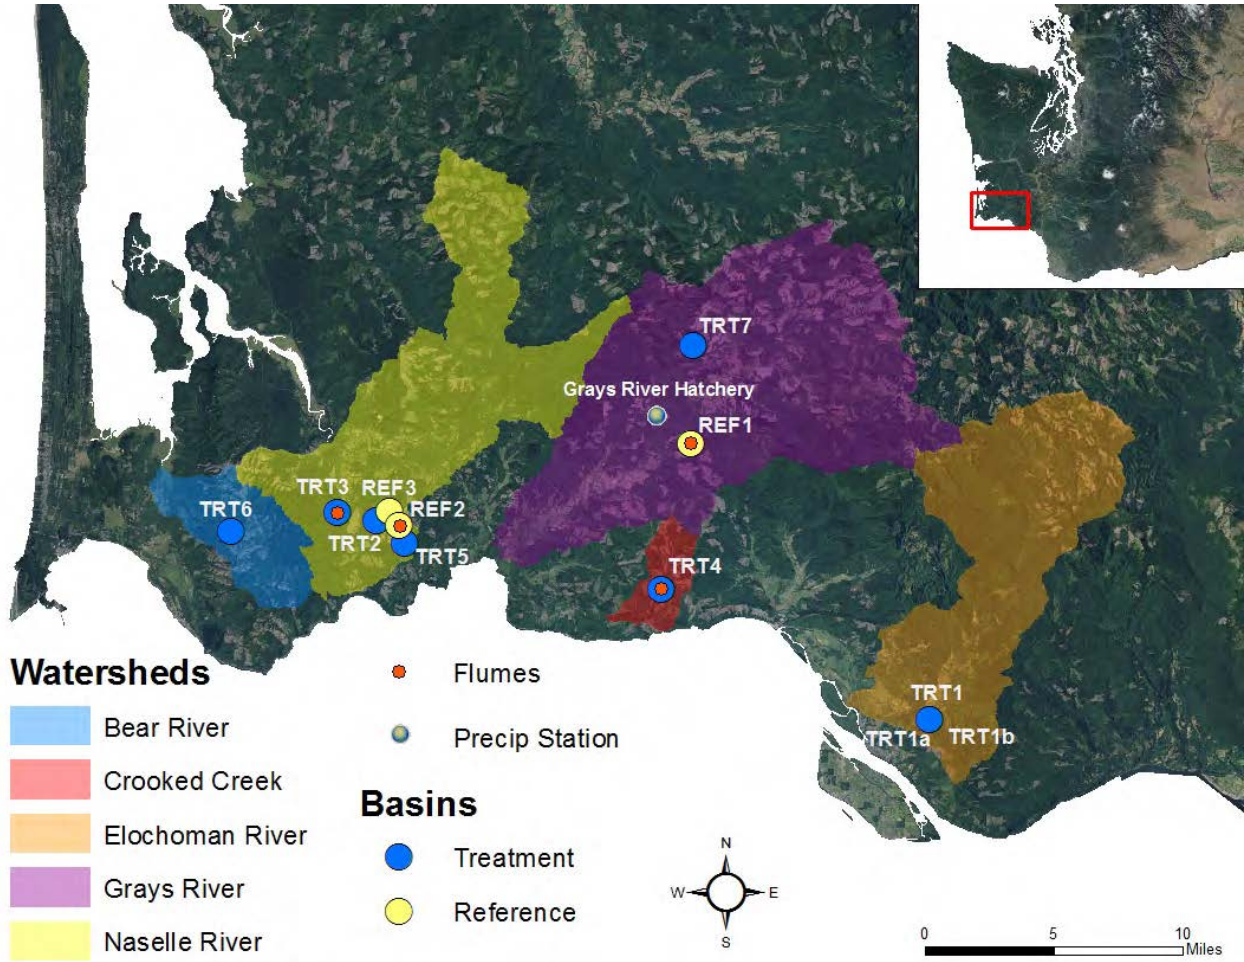 TRT7
Grays River Hatchery
REF1
TRT3
REF3
REF2
TRT6
TRT2
TRT5
TRT4
TRT1
TRT1a
TRT1b
Watersheds
Bear River
Crooked Creek
Elochoman River
Grays River
Naselle River
Flumes
Precip Station
Basins
Treatment
Reference
N
W
E
S
0
5
10
Miles